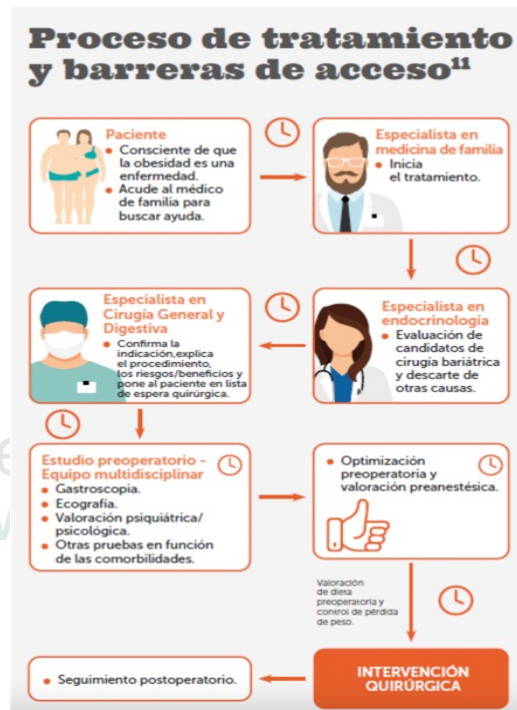 Proceso de tratamiento
y barreras de acceso¹¹
Paciente
• Consciente de que
la obesidad es una
enfermedad.
• Acude al médico
de familia para
buscar ayuda.
Especialista en
medicina de familia
• Inicia
el tratamiento.
Especialista en
Cirugía General y
Digestiva
• Confirma la
indicación,explica
el procedimiento,
los riesgos/beneficios y
pone al paciente en lista
de espera quirúrgica.
Especialista en
endocrinología
• Evaluación de
candidatos de
cirugía bariátrica
y descarte de
otras causas.
Estudio preoperatorio -
Equipo multidisciplinar
• Gastroscopia.
• Ecografía.
• Valoración psiquiátrica/
psicológica.
• Otras pruebas en función
de las comorbilidades.
• Optimización
preoperatoria y
valoración preanestésica.
Valoración
de dieta
preoperatoria y
control de pérdida
de peso.
• Seguimiento postoperatorio.
INTERVENCIÓN
QUIRÚRGICA